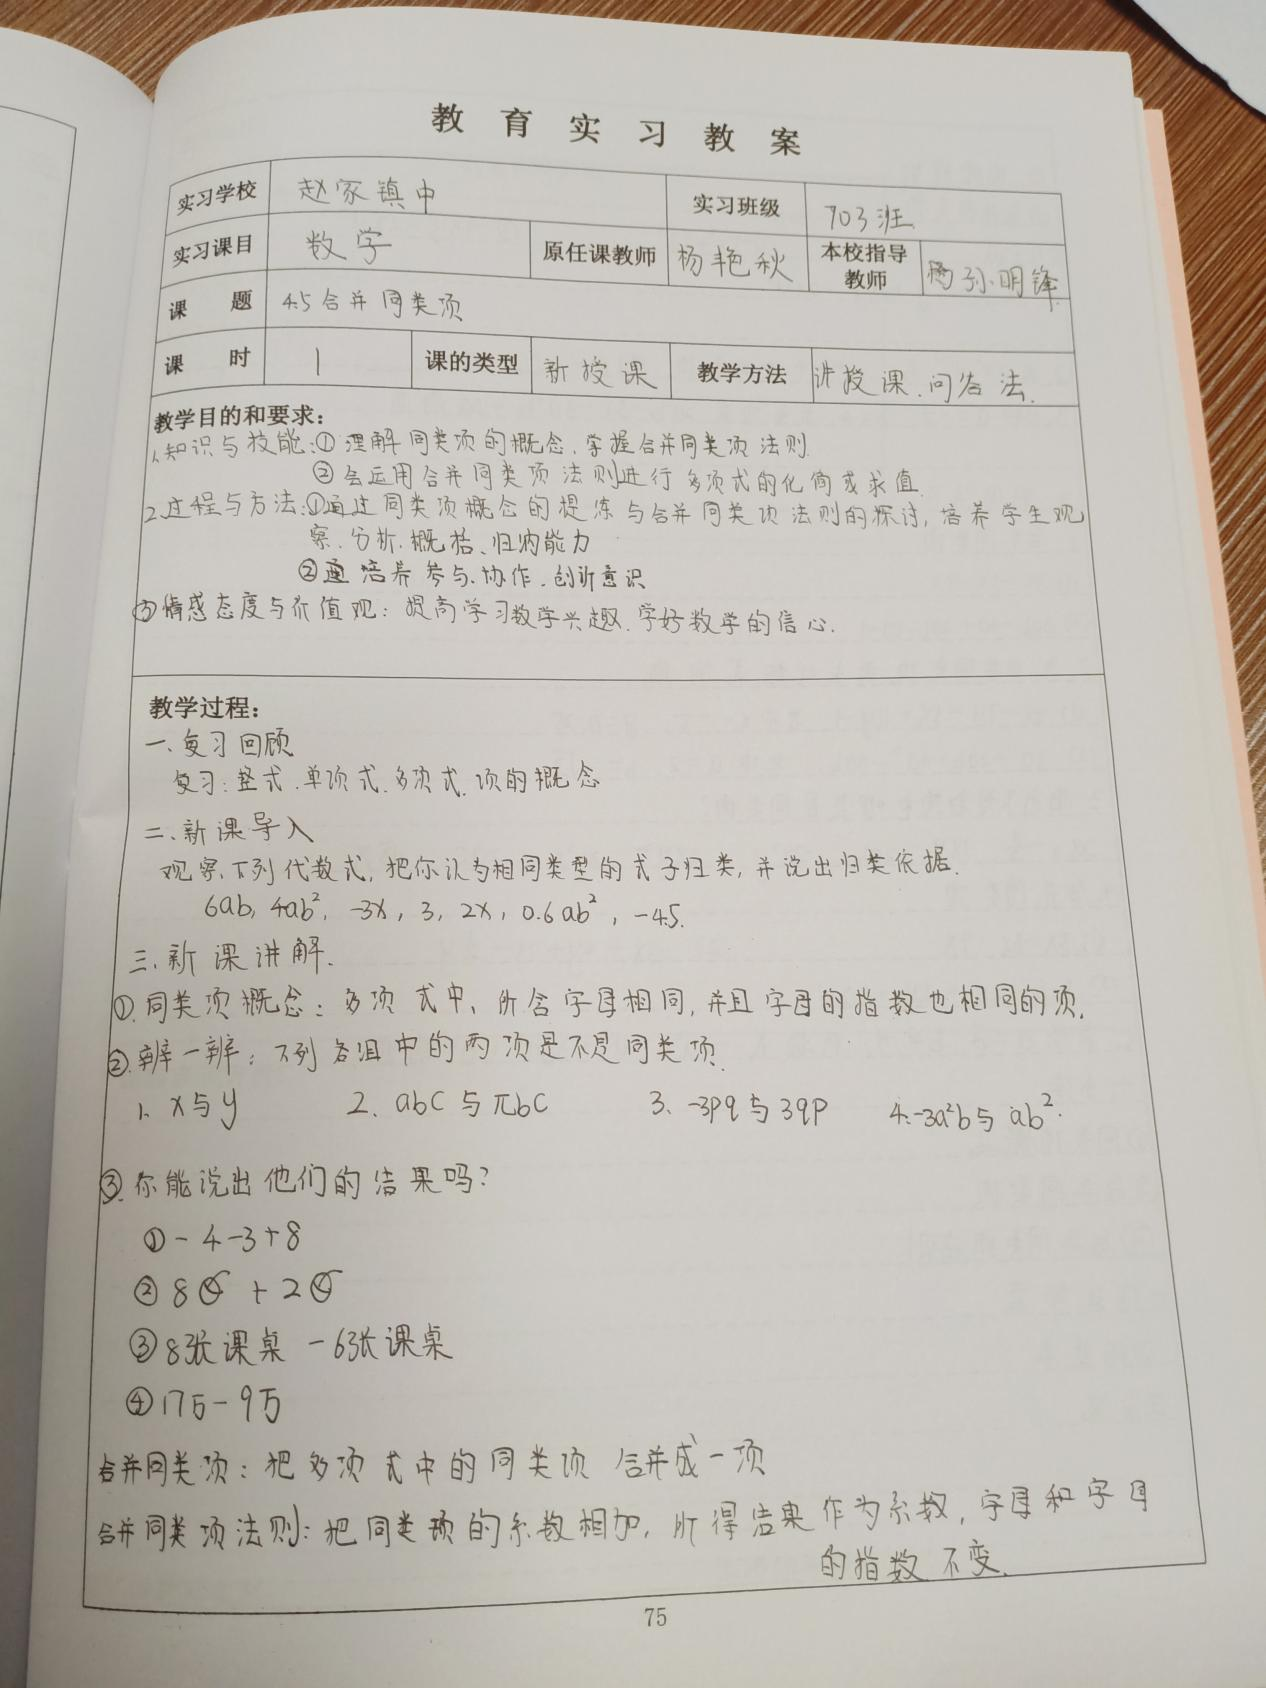 教育实习教案
实习学校 赵家镇中 实习班级 703班
实习课目 数学 原任课教师 杨艳秋 本校指导教师 孙明锋
课 题 4.5合并同类项
课 时 1 课的类型 新授课 教学方法 讲授课、问答法.
教学目的和要求:
1、知识与技能:①理解同类项的概念,掌握合并同类项法则.
②会运用合并同类项法则进行多项式的化简或求值.
2.过程与方法:①通过同类项概念的提炼与合并同类项法则的探讨,培养学生观
察、分析、概括、归纳能力
②通 培养参与、协作、创新意识
③情感态度与价值观:提高学习数学兴趣、学好数学的信心.
教学过程:
一、复习回顾
复习:整式、单项式、多项式、项的概念
二、新课导入
观察下列代数式,把你认为相同类型的式子归类,并说出归类依据.
6ab, 4ab², -3x, 3, 2x, 0.6ab², -4.5.
三、新课讲解.
①.同类项概念:多项式中,所含字母相同,并且字母的指数也相同的项.
②.辨一辨:下列各组中的两项是不是同类项.
1. x与y 2. abc与πbc 3. -3pq与3qp 4.-3a²b与ab².
③.你能说出他们的结果吗?
①-4-3+8
② 8 + 2
③8张课桌 -6张课桌
④17万-9万
合并同类项:把多项式中的同类项合并成一项
合并同类项法则:把同类项的系数相加,所得结果作为系数,字母和字母
的指数不变.
75